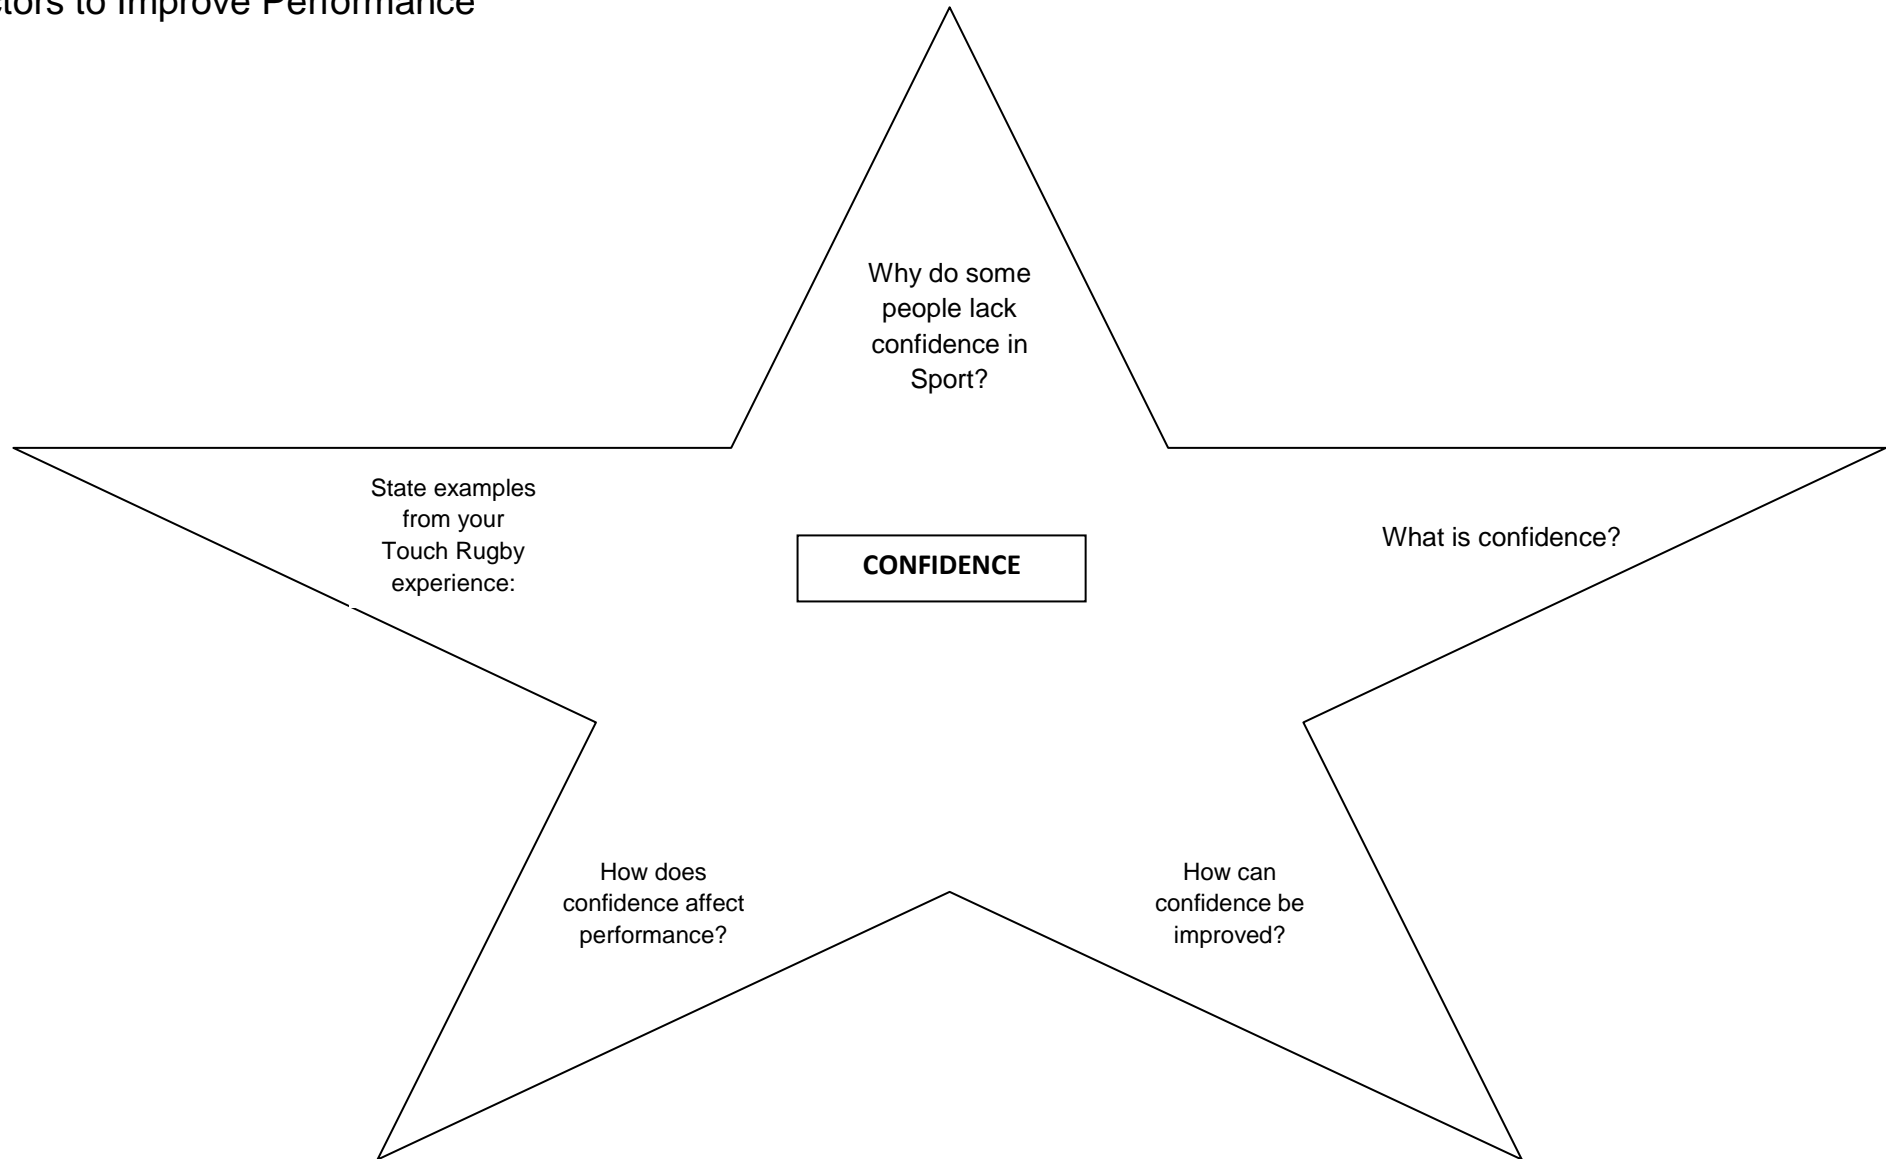 to Improve Performance
Why do some
people lack
confidence in
Sport?
State examples
from your
Touch Rugby
experience:
CONFIDENCE
What is confidence?
How does
confidence affect
performance?
How can
confidence be
improved?